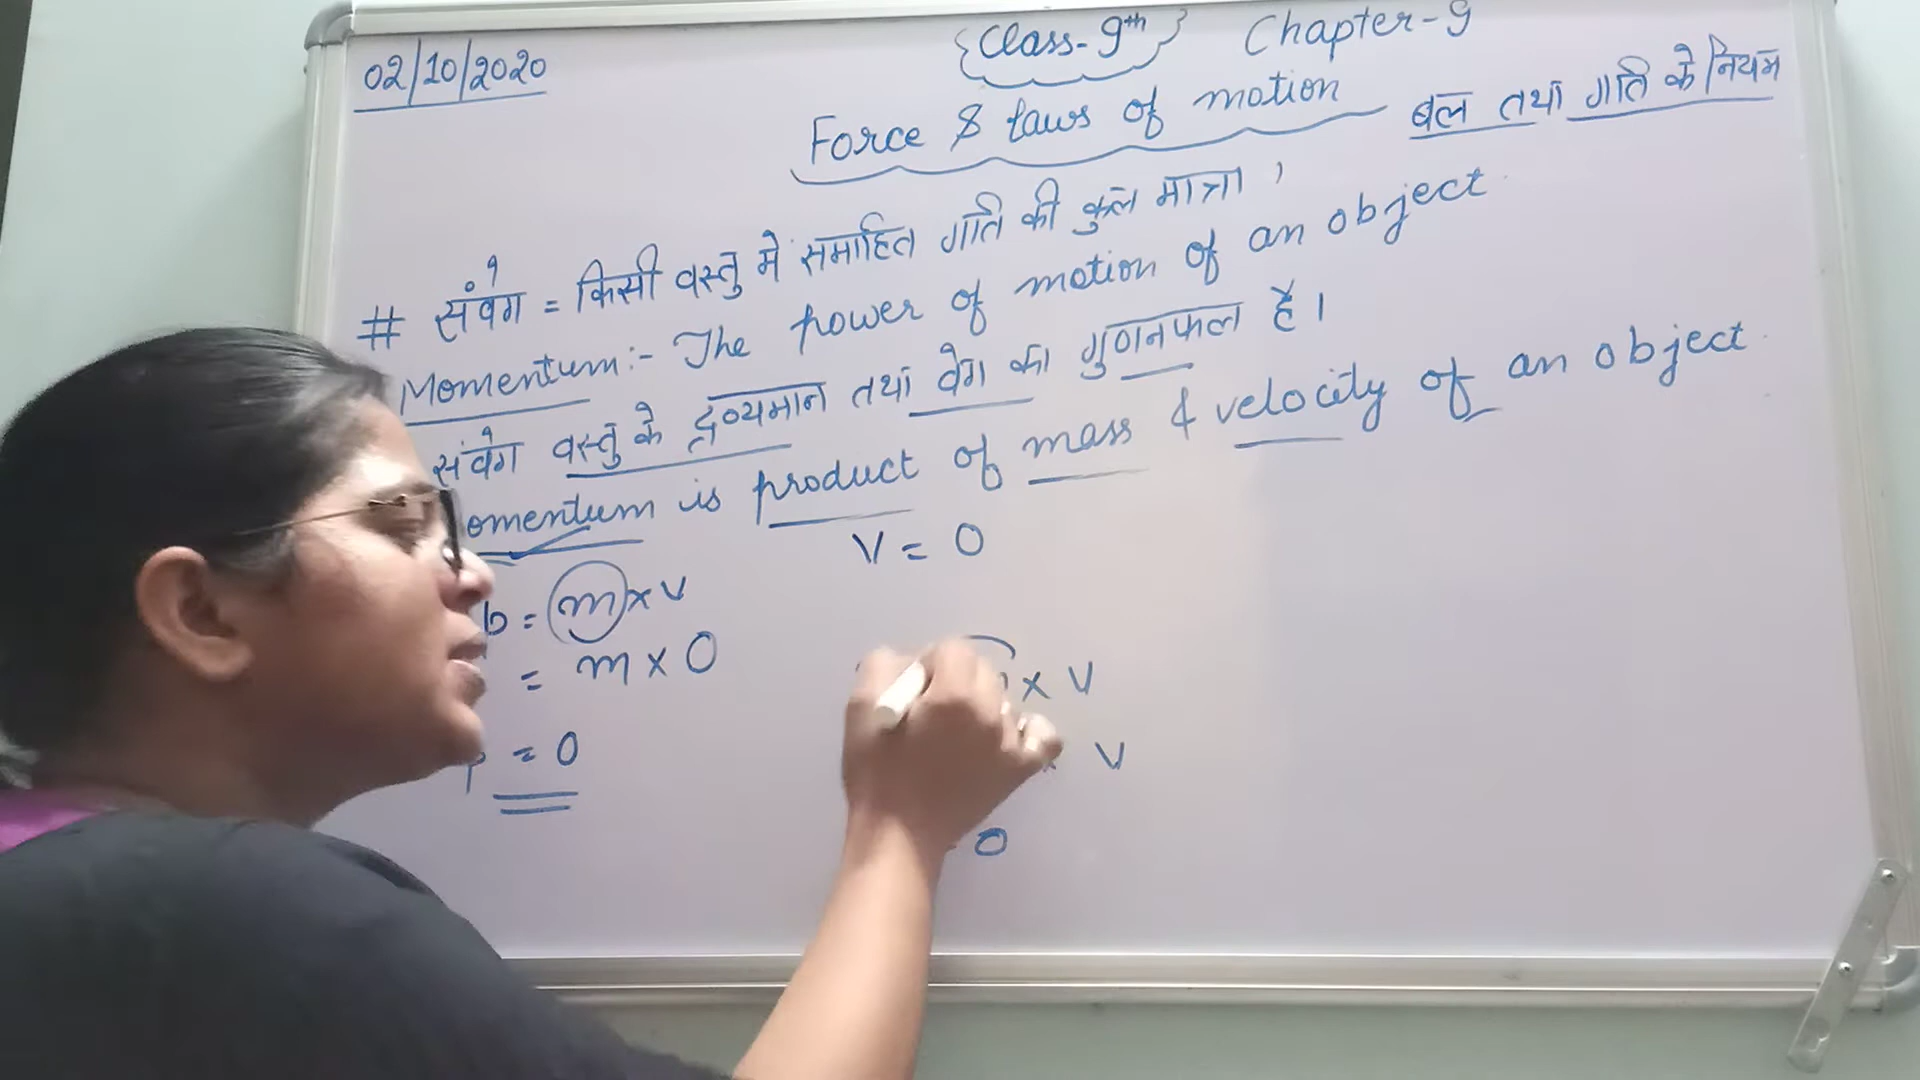 02/10/2020
Class-9th Chapter-9
Force & laws of motion बल तथा गति के नियम
# संवेग = किसी वस्तु में समाहित गति की कुल मात्रा ।
Momentum:- The power of motion of an object
संवेग वस्तु के द्रव्यमान तथा वेग का गुणनफल है ।
omentum is product of mass & velocity of an object
V = 0
= m x v
= m x 0
= 0
x V
V
0